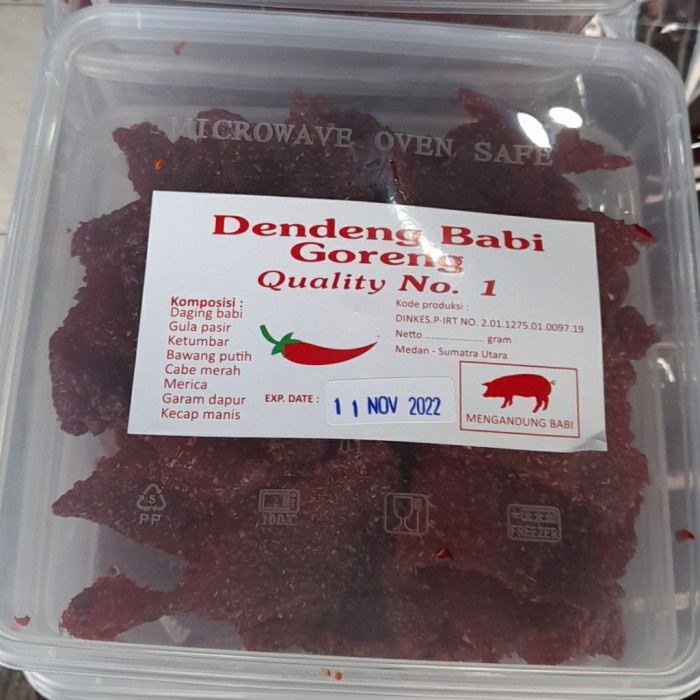 MICROWAVE OVEN SAFE
Dendeng Babi
Goreng
Quality No. 1
Komposisi :
Daging babi
Gula pasir
Ketumbar
Bawang putih
Cabe merah
Merica
Garam dapur
Kecap manis
Kode produksi :
DINKES.P-IRT NO. 2.01.1275.01.0097.19
Netto .................... gram
Medan - Sumatra Utara
EXP. DATE :
11 NOV 2022
MENGANDUNG BABI
5
PP
100°C
FREEZER